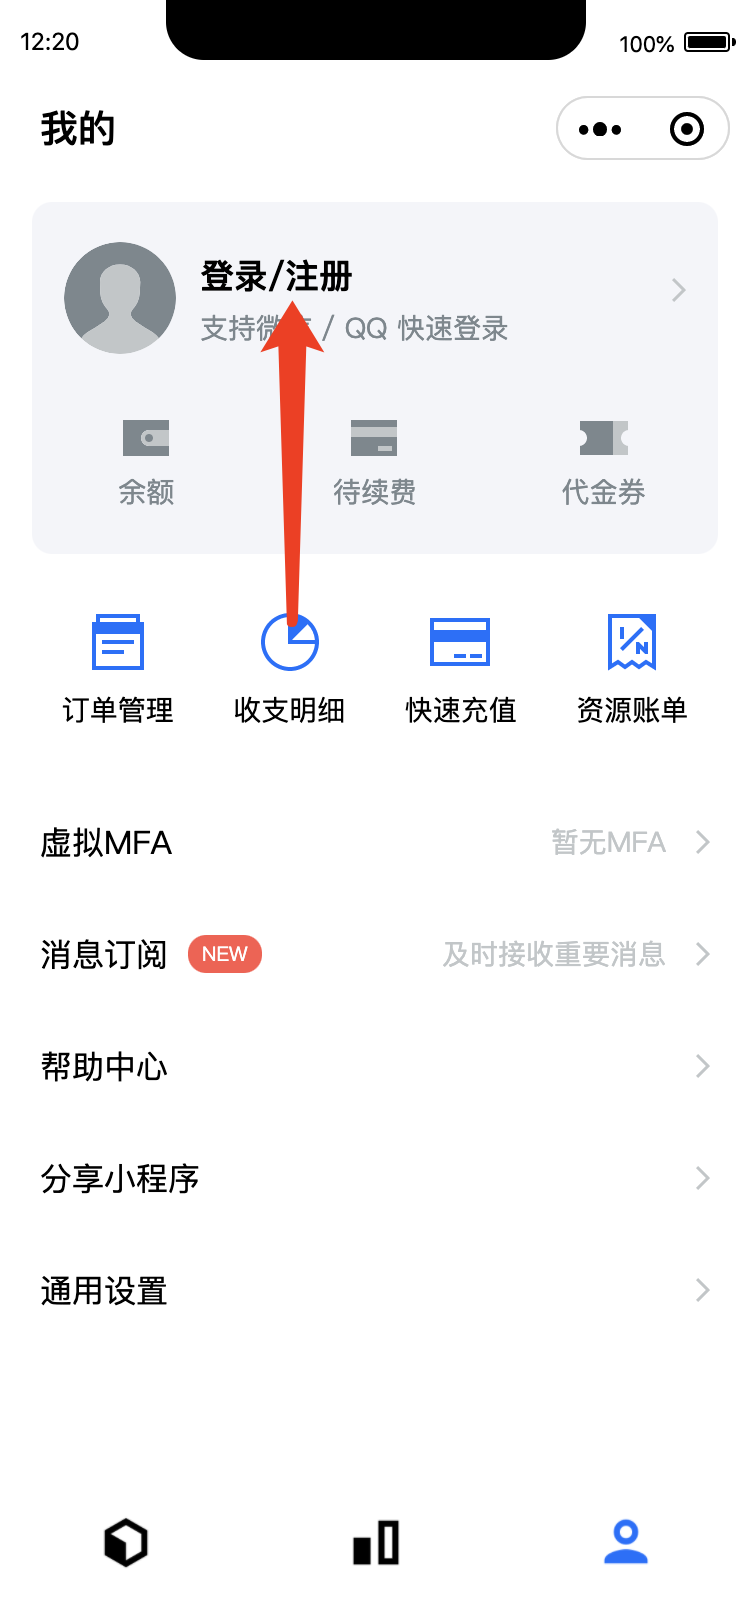 12:20
100%
我的
登录/注册
支持微信 / QQ 快速登录
余额
待续费
代金券
订单管理
收支明细
快速充值
资源账单
虚拟MFA
暂无MFA
消息订阅
NEW
及时接收重要消息
帮助中心
分享小程序
通用设置